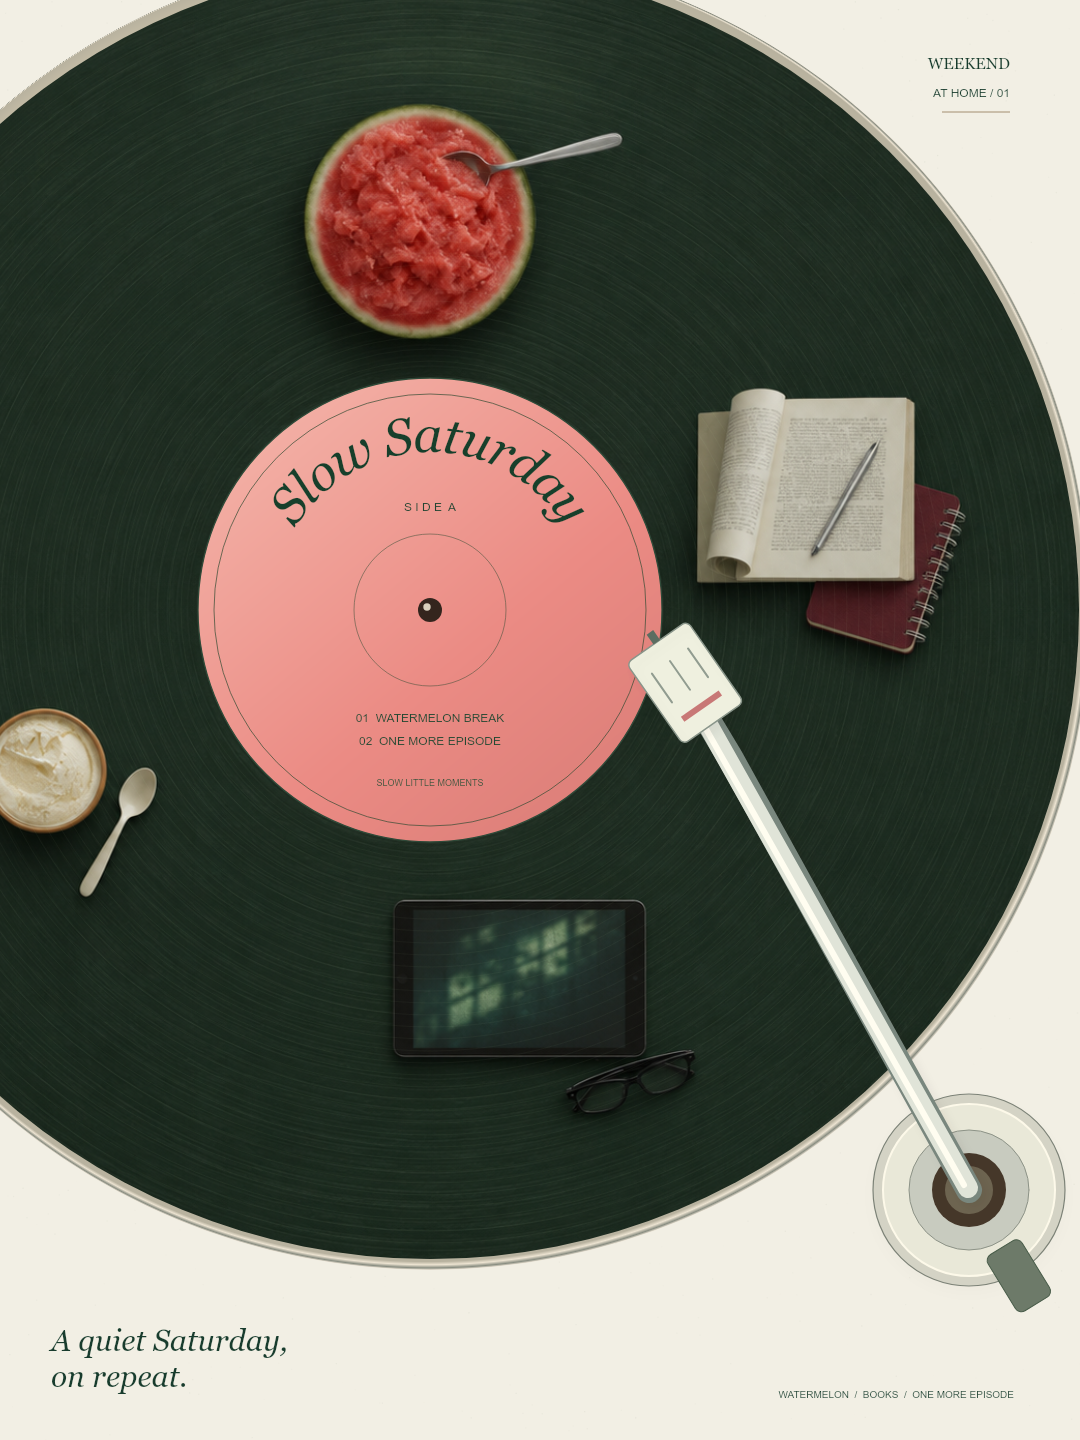 WEEKEND
AT HOME / 01
Slow Saturday
SIDE A
01 WATERMELON BREAK
02 ONE MORE EPISODE
SLOW LITTLE MOMENTS
A quiet Saturday,
on repeat.
WATERMELON / BOOKS / ONE MORE EPISODE